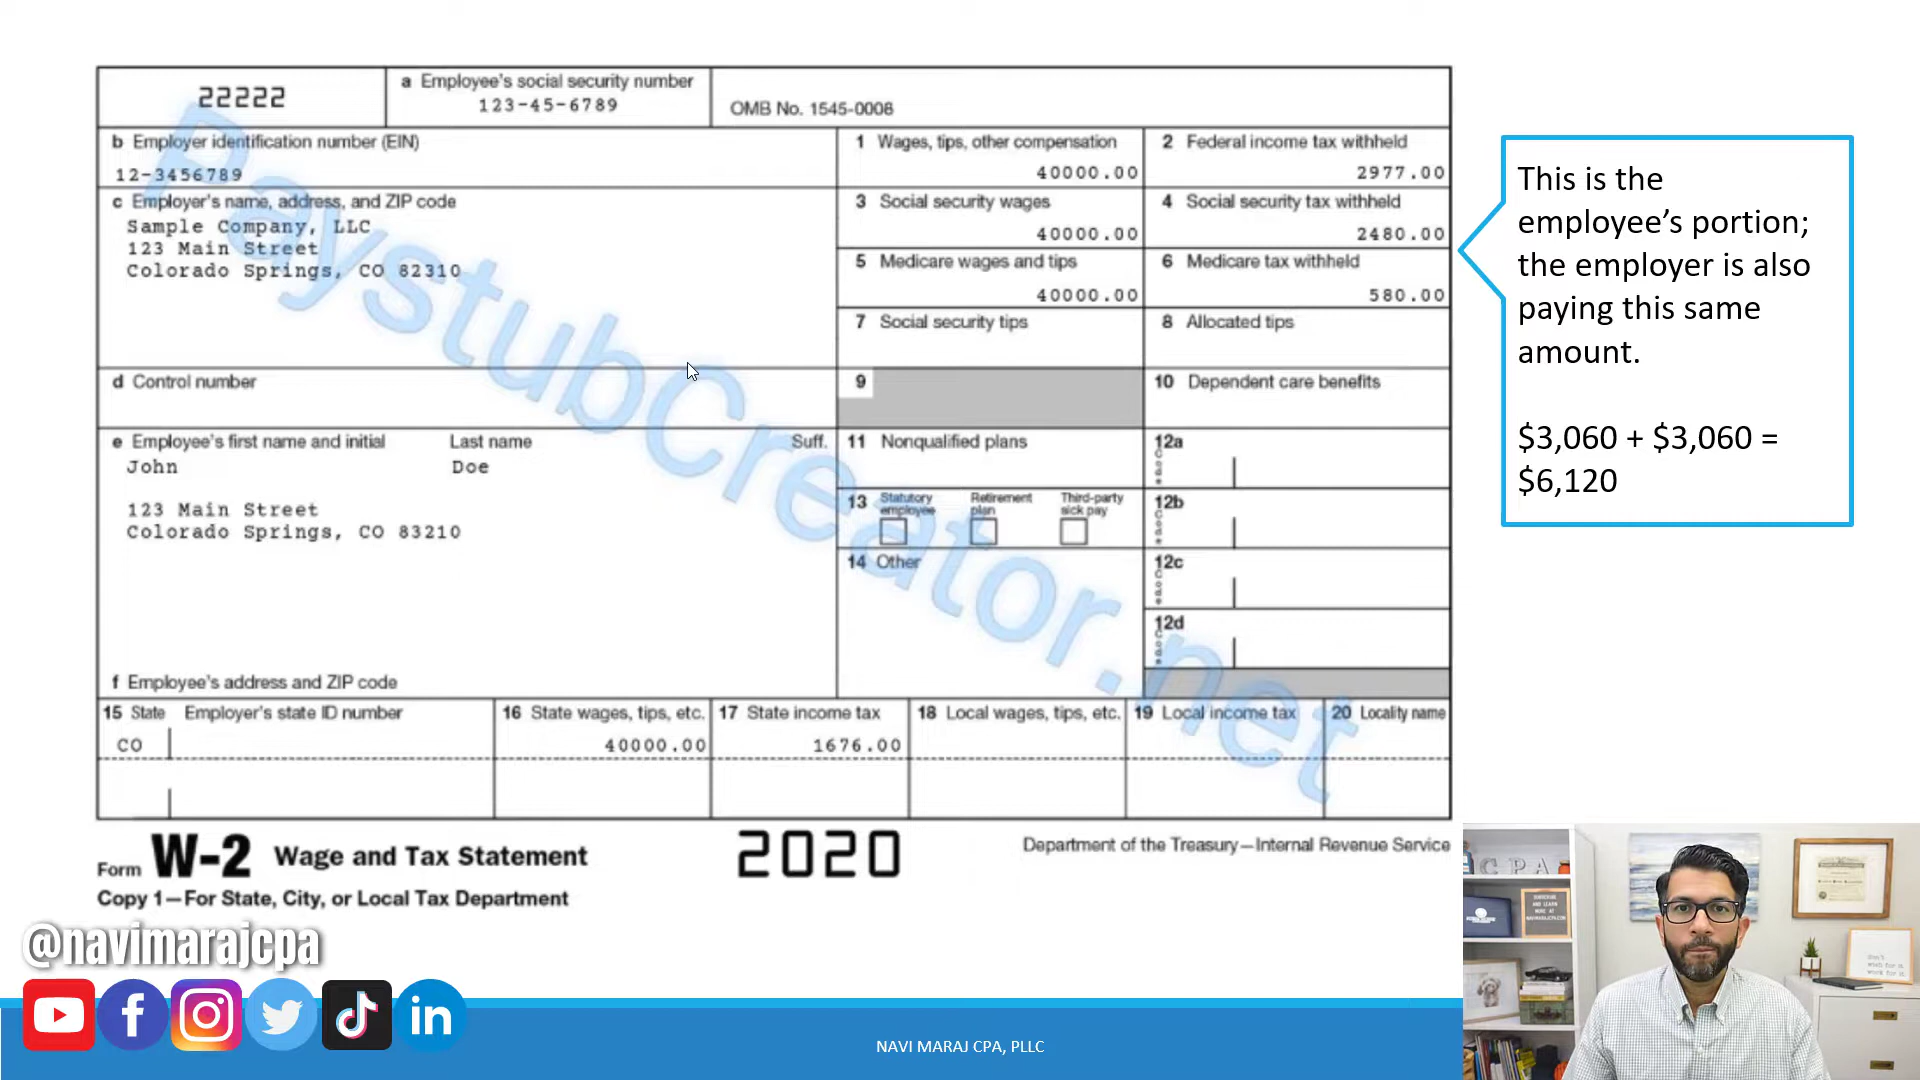 22222
a Employee's social security number
123-45-6789
OMB No. 1545-0008
b Employer identification number (EIN)
12-3456789
1 Wages, tips, other compensation
40000.00
2 Federal income tax withheld
2977.00
c Employer's name, address, and ZIP code
Sample Company, LLC
123 Main Street
Colorado Springs, CO 82310
3 Social security wages
40000.00
4 Social security tax withheld
2480.00
5 Medicare wages and tips
40000.00
6 Medicare tax withheld
580.00
7 Social security tips
8 Allocated tips
d Control number
9
10 Dependent care benefits
e Employee's first name and initial
Last name
Suff.
John
Doe
123 Main Street
Colorado Springs, CO 83210
11 Nonqualified plans
12a
Code
13 Statutory employee
Retirement plan
Third-party sick pay
12b
Code
14 Other
12c
Code
12d
Code
f Employee's address and ZIP code
15 State
Employer's state ID number
16 State wages, tips, etc.
17 State income tax
18 Local wages, tips, etc.
19 Local income tax
20 Locality name
CO
40000.00
1676.00
PaystubCreator.net
Form W-2 Wage and Tax Statement
2020
Department of the Treasury—Internal Revenue Service
Copy 1—For State, City, or Local Tax Department
This is the
employee's portion;
the employer is also
paying this same
amount.
$3,060 + $3,060 =
$6,120
@navimarajcpa
in
NAVI MARAJ CPA, PLLC
CPA